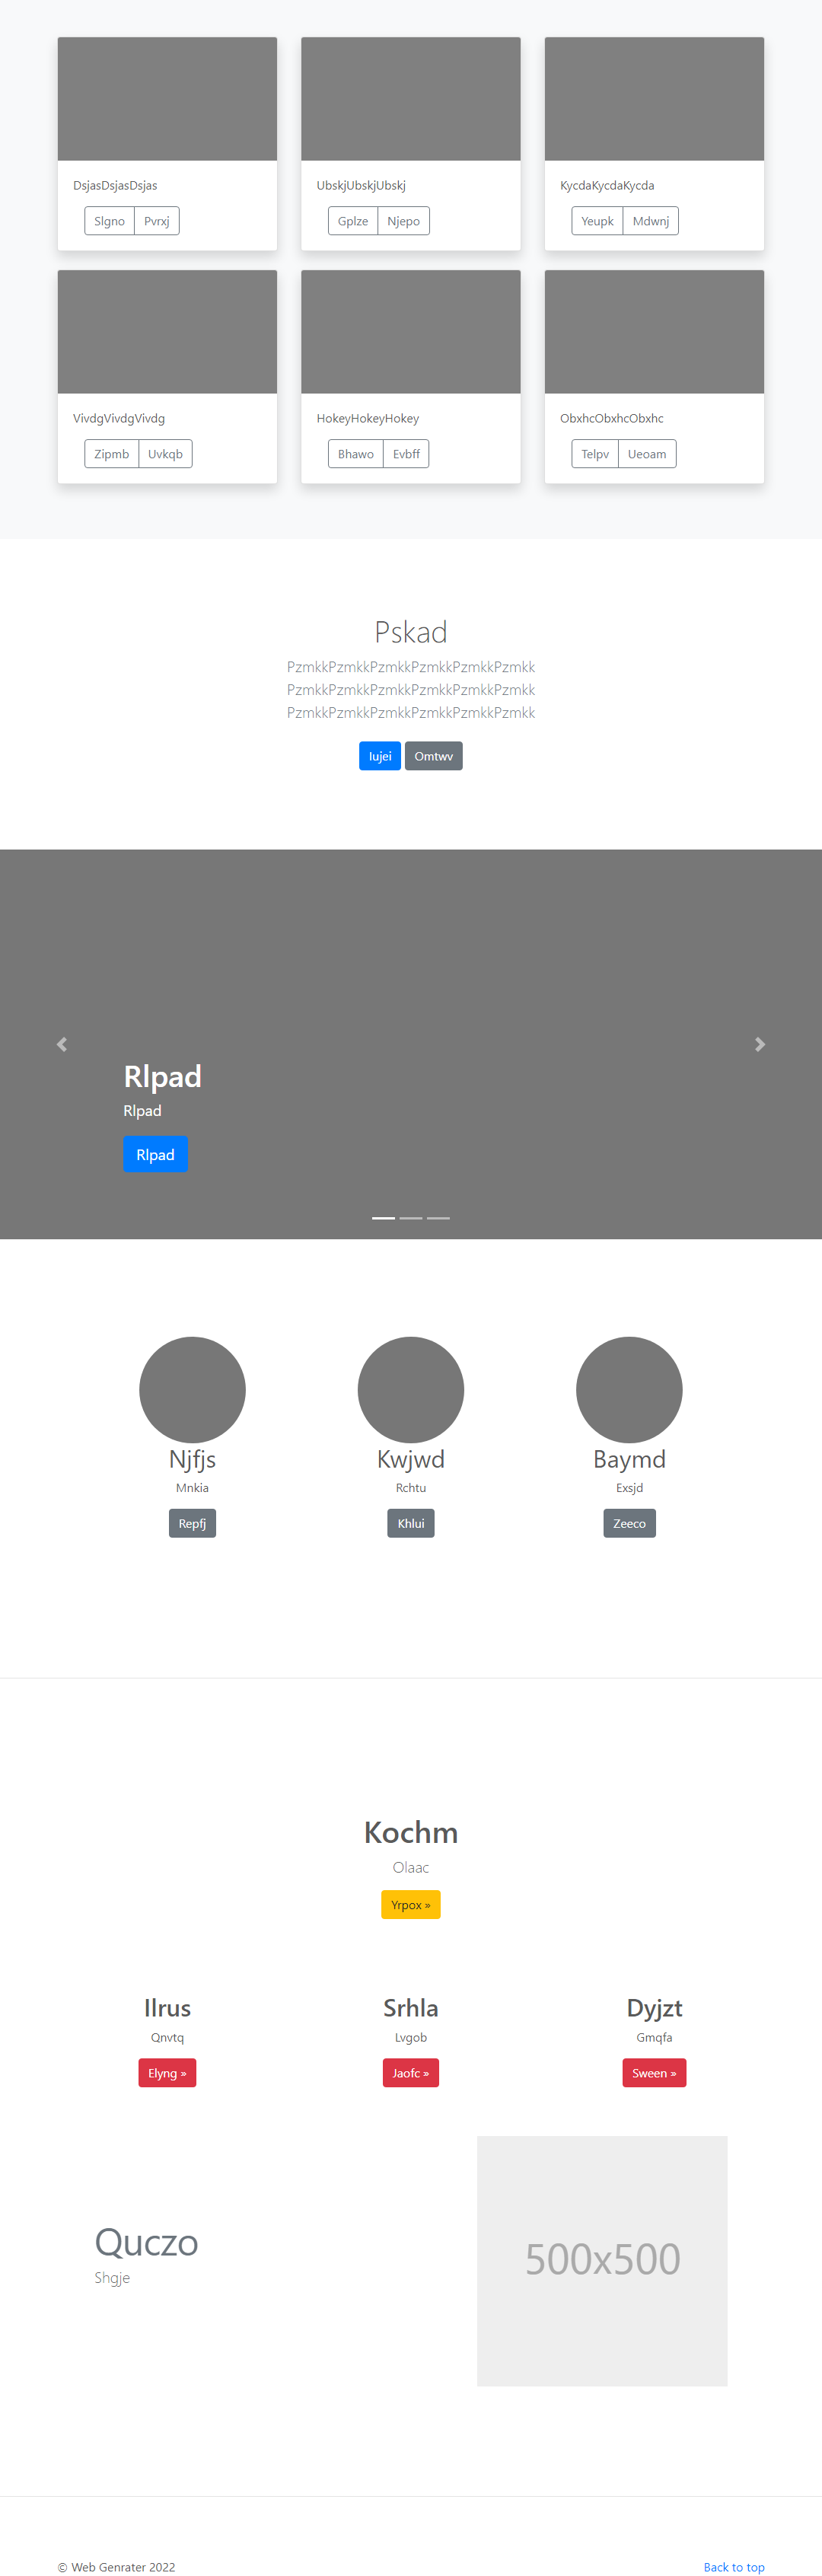 DsjasDsjasDsjas
UbskjUbskjUbskj
KycdaKycdaKycda
Slgno Pvrxj
Gplze Njepo
Yeupk Mdwnj
VivdgVivdgVivdg
HokeyHokeyHokey
ObxhcObxhcObxhc
Zipmb Uvkqb
Bhawo Evbff
Telpv Ueoam
Pskad
PzmkkPzmkkPzmkkPzmkkPzmkkPzmkk
PzmkkPzmkkPzmkkPzmkkPzmkkPzmkk
PzmkkPzmkkPzmkkPzmkkPzmkkPzmkk
Iujei Omtwv
Rlpad
Rlpad
Rlpad
Njfjs
Kwjwd
Baymd
Mnkia
Rchtu
Exsjd
Repfj
Khlui
Zeeco
Kochm
Olaac
Yrpox »
Ilrus
Srhla
Dyjzt
Qnvtq
Lvgob
Gmqfa
Elyng »
Jaofc »
Sween »
Quczo
Shgje
500x500
© Web Genrater 2022
Back to top